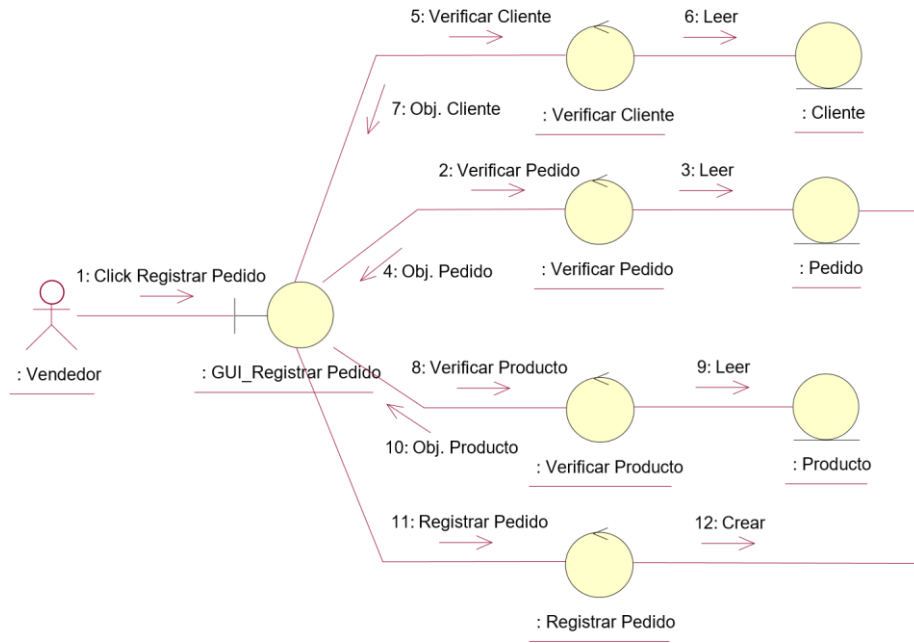 5: Verificar Cliente
6: Leer
7: Obj. Cliente
: Verificar Cliente
: Cliente
2: Verificar Pedido
3: Leer
4: Obj. Pedido
: Verificar Pedido
: Pedido
1: Click Registrar Pedido
: Vendedor
: GUI_Registrar Pedido
8: Verificar Producto
9: Leer
10: Obj. Producto
: Verificar Producto
: Producto
11: Registrar Pedido
12: Crear
: Registrar Pedido